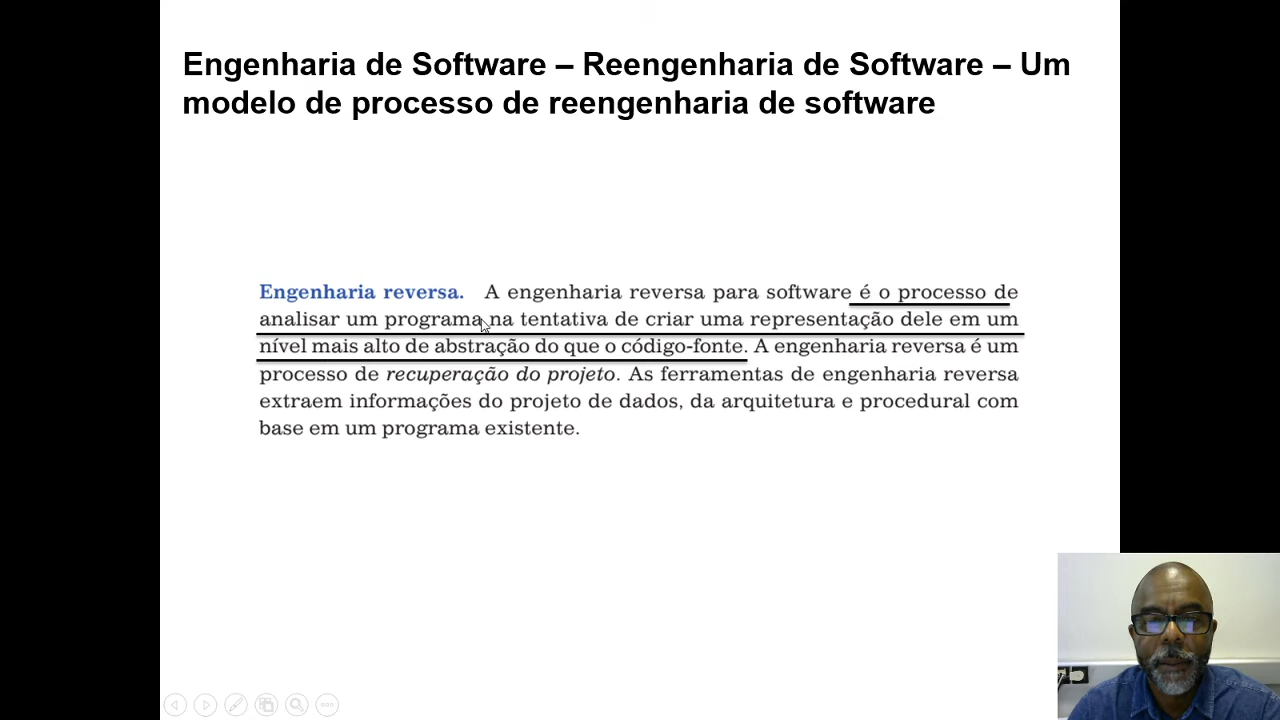 Engenharia de Software – Reengenharia de Software – Um
modelo de processo de reengenharia de software
Engenharia reversa. A engenharia reversa para software é o processo de
analisar um programa na tentativa de criar uma representação dele em um
nível mais alto de abstração do que o código-fonte. A engenharia reversa é um
processo de recuperação do projeto. As ferramentas de engenharia reversa
extraem informações do projeto de dados, da arquitetura e procedural com
base em um programa existente.